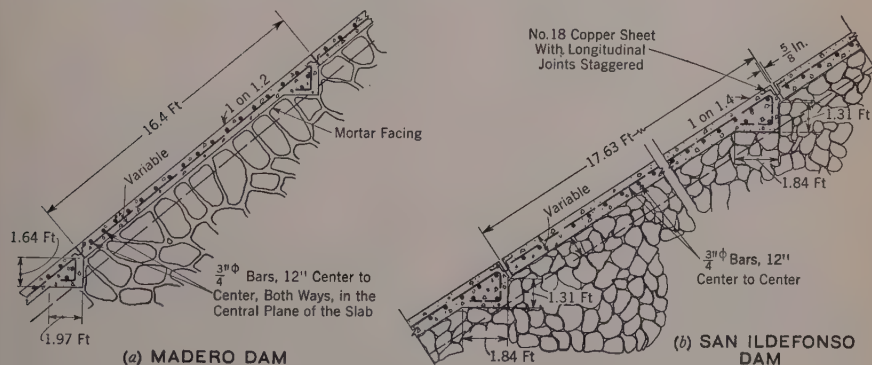 16.4 Ft
1 on 1.2
Mortar Facing
Variable
1.64 Ft
3/4"ϕ Bars, 12" Center to
Center, Both Ways, in the
Central Plane of the Slab
1.97 Ft
(a) MADERO DAM
No. 18 Copper Sheet
With Longitudinal
Joints Staggered
5/8 in.
1 on 1.4
1.31 Ft
17.63 Ft
1.84 Ft
Variable
3/4"ϕ Bars, 12"
Center to Center
1.31 Ft
1.84 Ft
(b) SAN ILDEFONSO
DAM